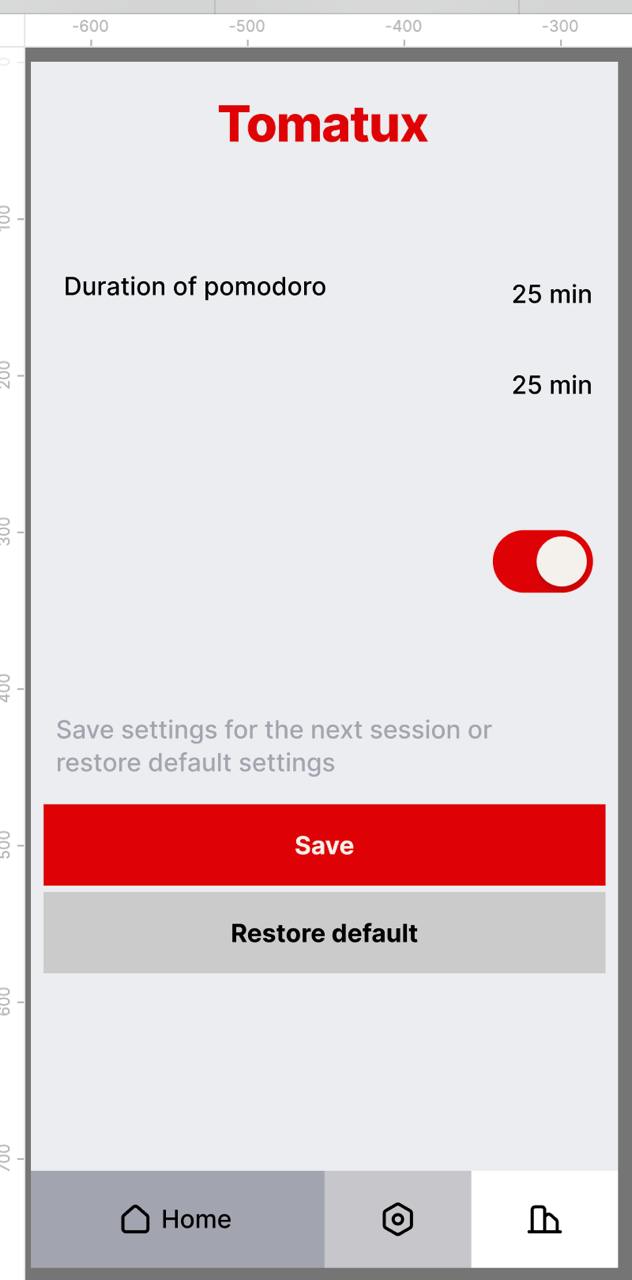 -600 -500 -400 -300
0
Tomatux
100
Duration of pomodoro
25 min
200
25 min
300
400
Save settings for the next session or
restore default settings
500
Save
Restore default
600
700
Home